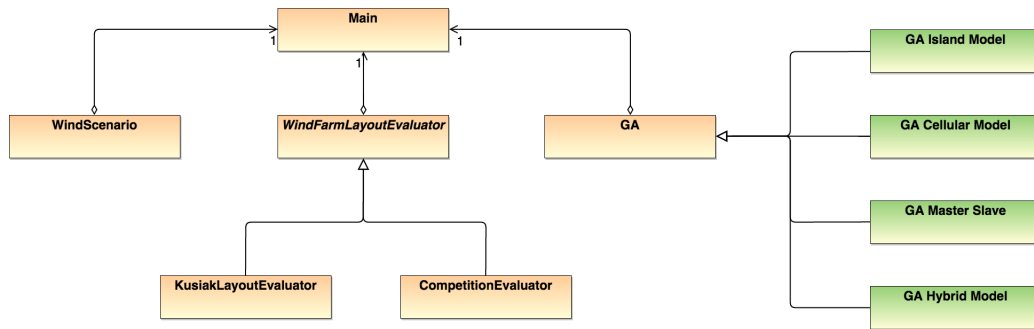 Main
GA Island Model
1
1
1
WindScenario
WindFarmLayoutEvaluator
GA
GA Cellular Model
GA Master Slave
KusiakLayoutEvaluator
CompetitionEvaluator
GA Hybrid Model